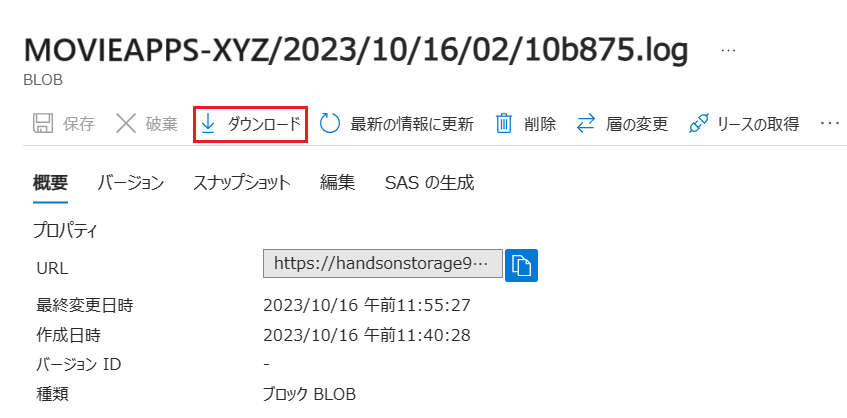 MOVIEAPPS-XYZ/2023/10/16/02/10b875.log ...
BLOB
保存 破棄 ダウンロード 最新の情報に更新 削除 層の変更 リースの取得 ...
概要 バージョン スナップショット 編集 SAS の生成
プロパティ
URL https://handsonstorage9...
最終変更日時 2023/10/16 午前11:55:27
作成日時 2023/10/16 午前11:40:28
バージョン ID -
種類 ブロック BLOB